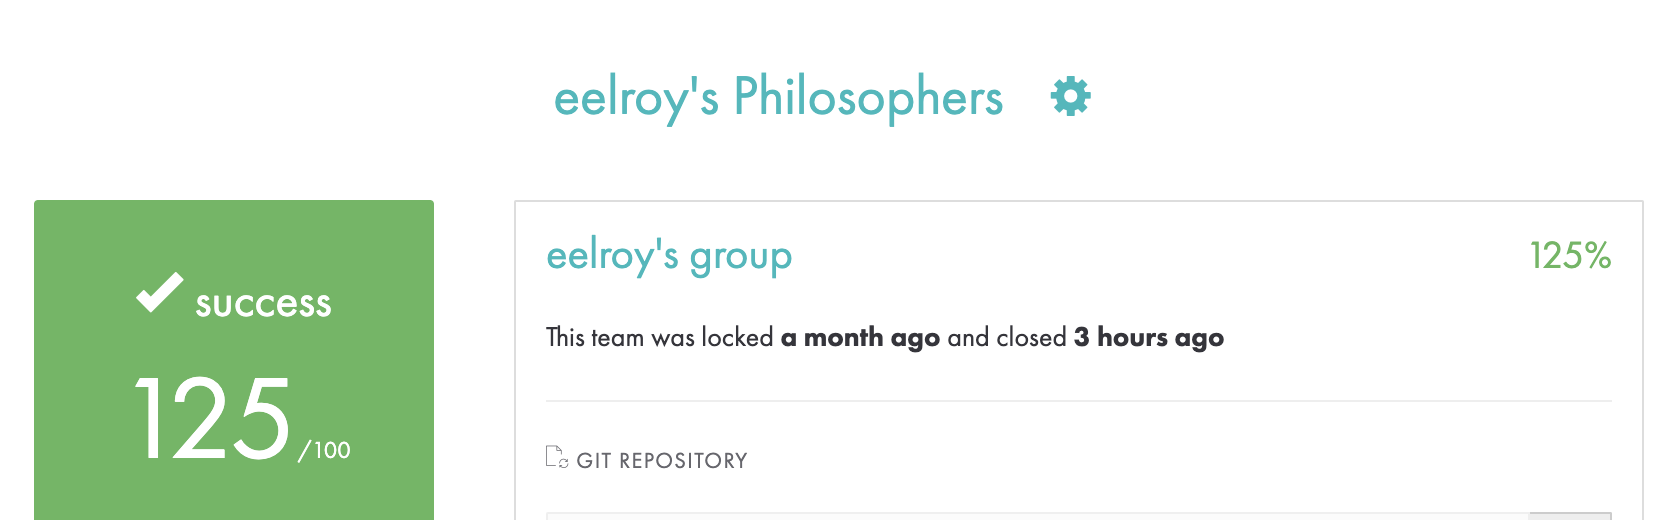 eelroy's Philosophers
success
125 /100
eelroy's group
125%
This team was locked a month ago and closed 3 hours ago
GIT REPOSITORY